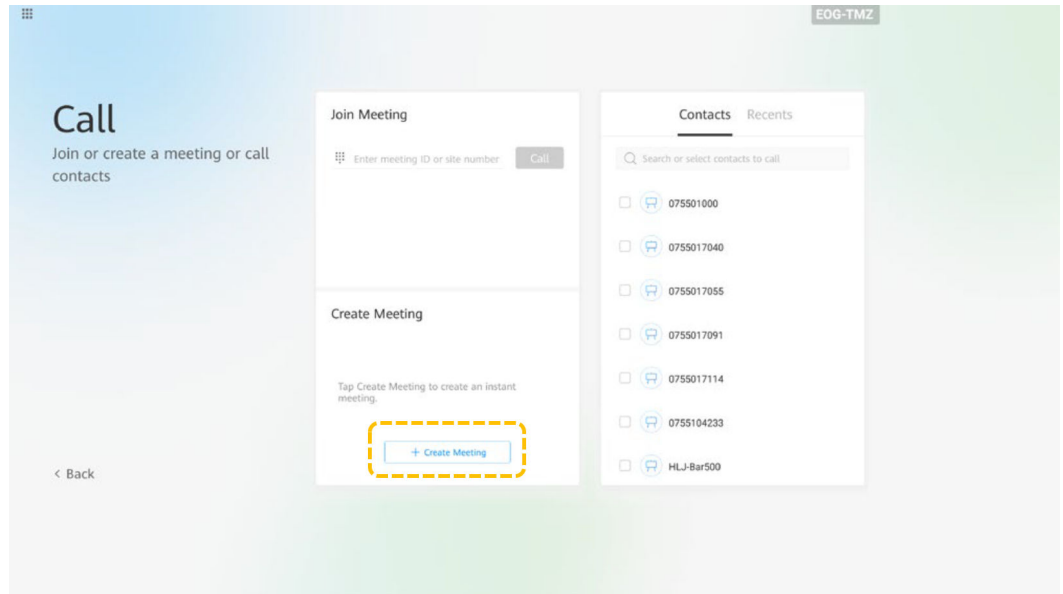 EOG-TMZ
Call
Join or create a meeting or call
contacts
< Back
Join Meeting
Enter meeting ID or site number
Call
Create Meeting
Tap Create Meeting to create an instant
meeting.
+ Create Meeting
Contacts Recents
Search or select contacts to call
075501000
0755017040
0755017055
0755017091
0755017114
0755104233
HLJ-Bar500